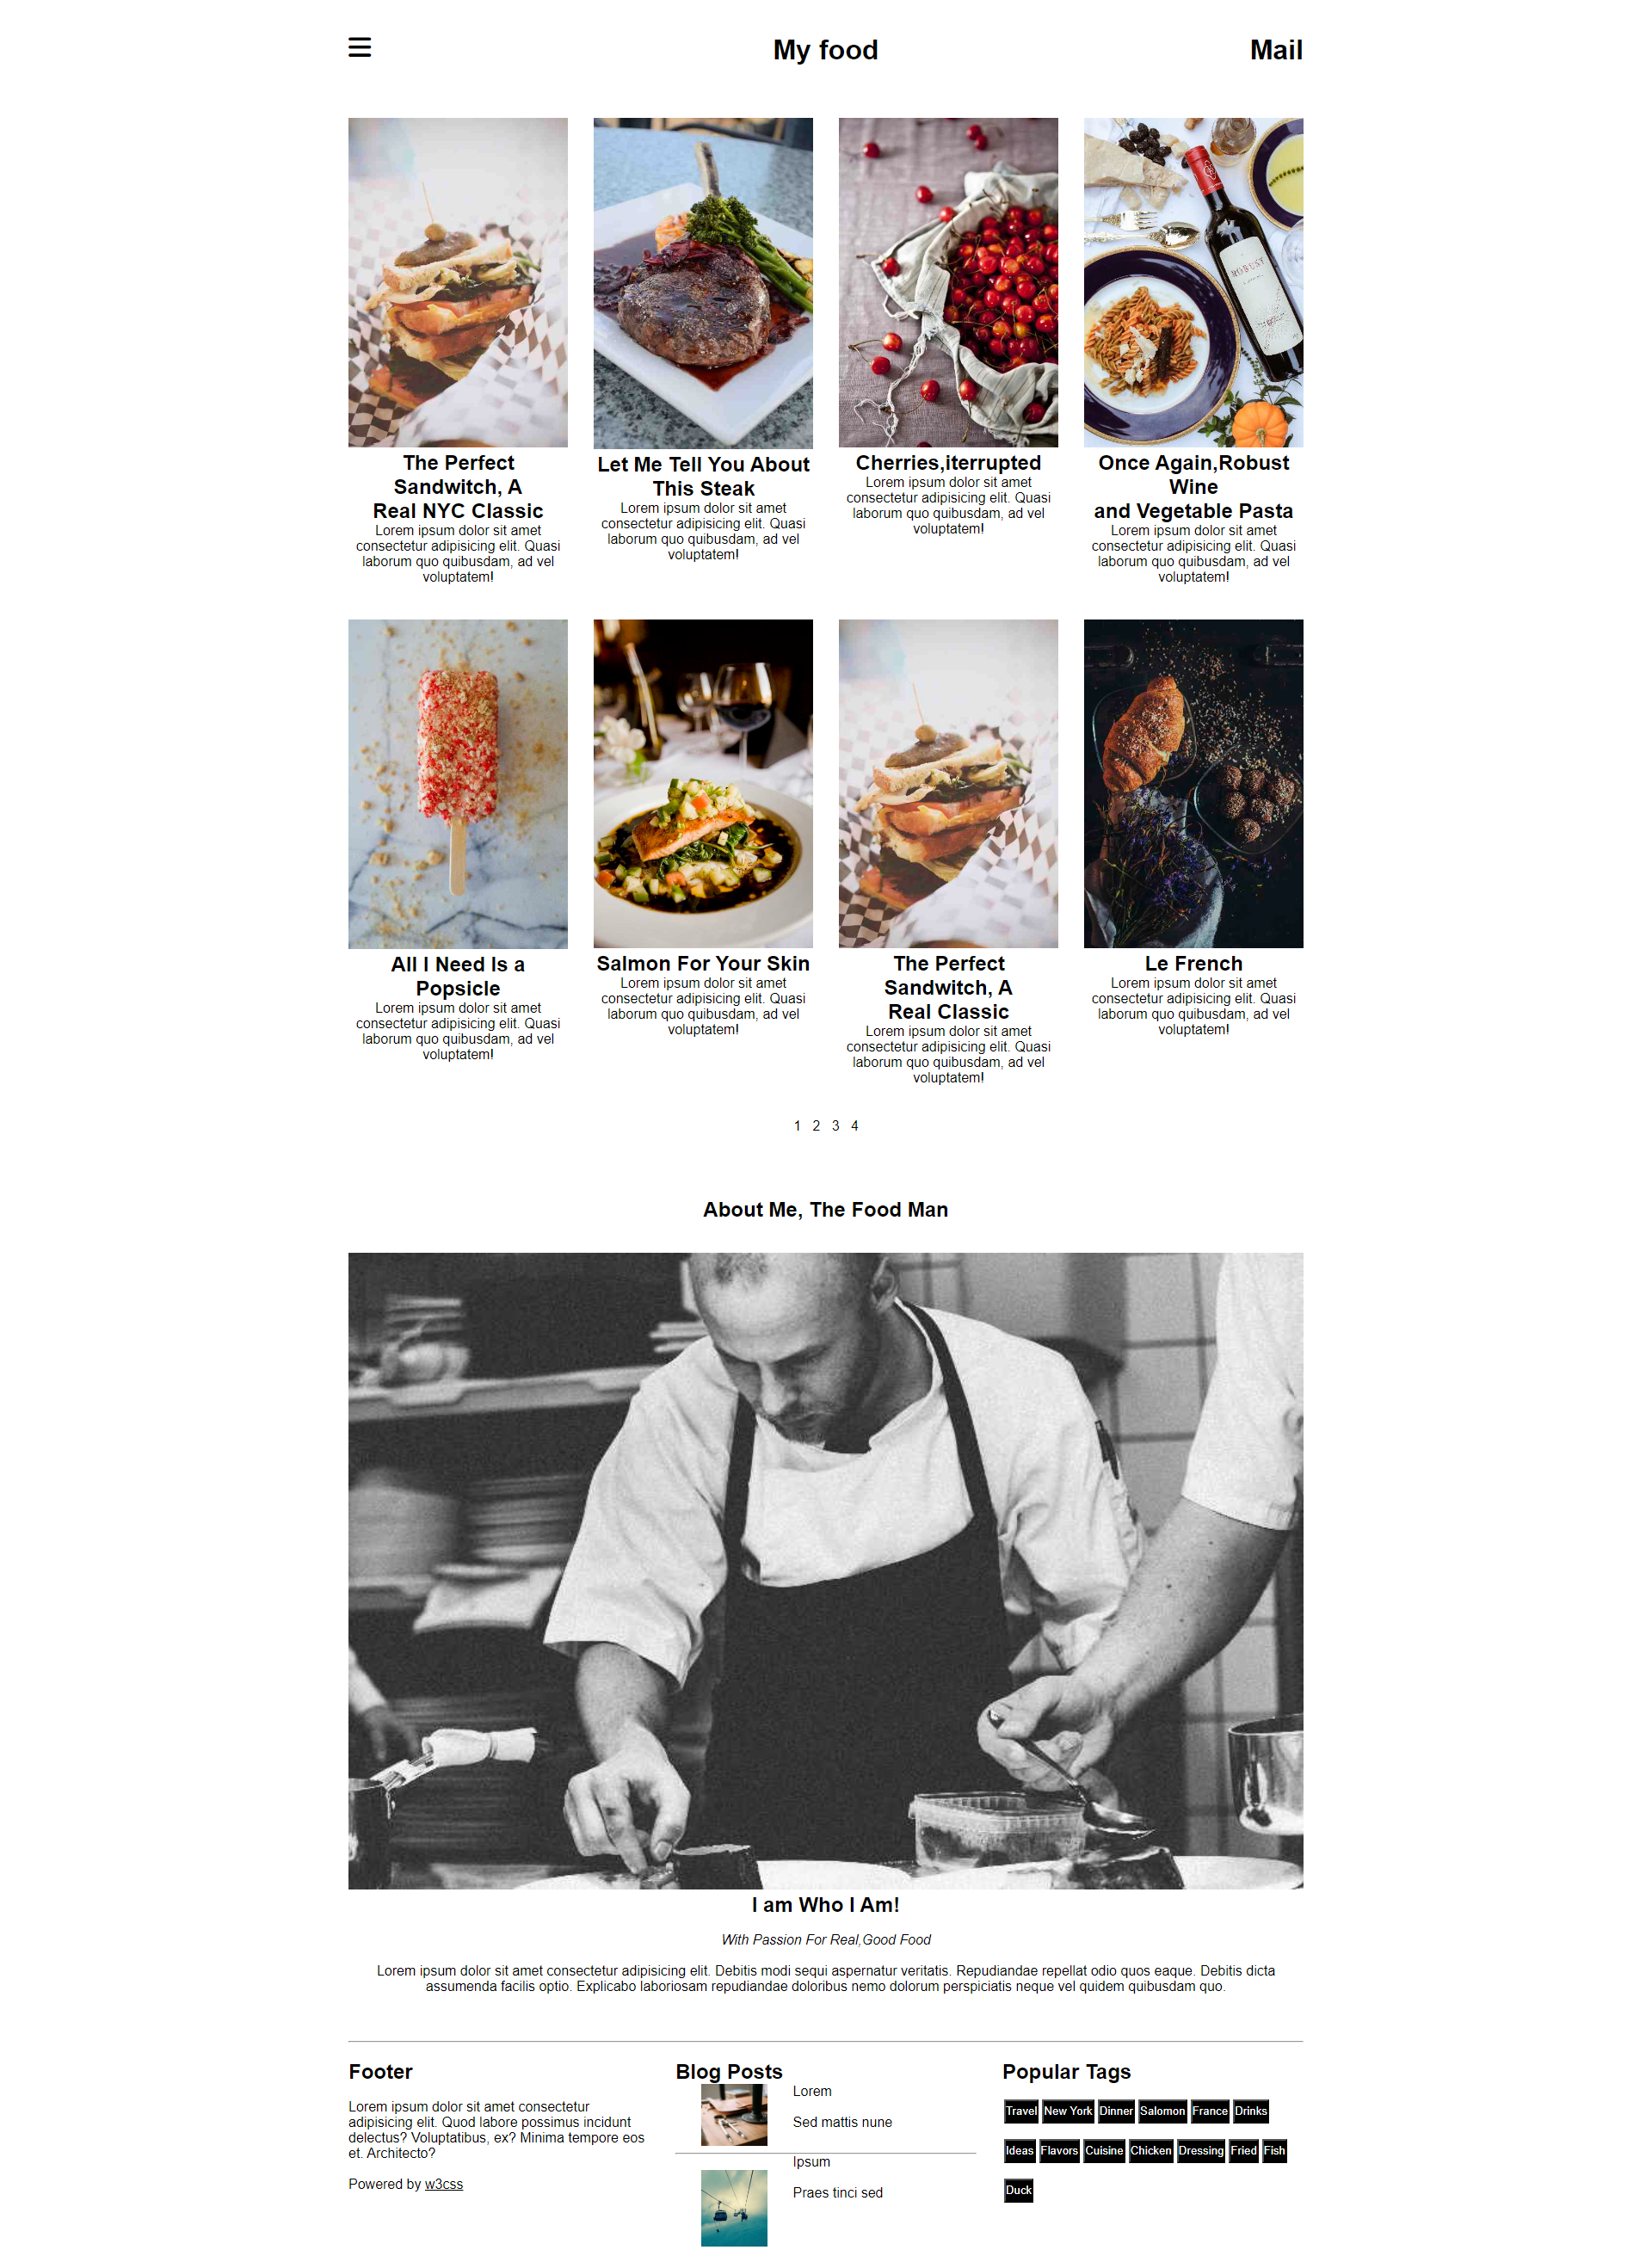 My food
Mail
ROBUST
The Perfect
Sandwitch, A
Real NYC Classic
Lorem ipsum dolor sit amet
consectetur adipisicing elit. Quasi
laborum quo quibusdam, ad vel
voluptatem!
Let Me Tell You About
This Steak
Lorem ipsum dolor sit amet
consectetur adipisicing elit. Quasi
laborum quo quibusdam, ad vel
voluptatem!
Cherries,iterrupted
Lorem ipsum dolor sit amet
consectetur adipisicing elit. Quasi
laborum quo quibusdam, ad vel
voluptatem!
Once Again,Robust
Wine
and Vegetable Pasta
Lorem ipsum dolor sit amet
consectetur adipisicing elit. Quasi
laborum quo quibusdam, ad vel
voluptatem!
All I Need Is a
Popsicle
Lorem ipsum dolor sit amet
consectetur adipisicing elit. Quasi
laborum quo quibusdam, ad vel
voluptatem!
Salmon For Your Skin
Lorem ipsum dolor sit amet
consectetur adipisicing elit. Quasi
laborum quo quibusdam, ad vel
voluptatem!
The Perfect
Sandwitch, A
Real Classic
Lorem ipsum dolor sit amet
consectetur adipisicing elit. Quasi
laborum quo quibusdam, ad vel
voluptatem!
Le French
Lorem ipsum dolor sit amet
consectetur adipisicing elit. Quasi
laborum quo quibusdam, ad vel
voluptatem!
1 2 3 4
About Me, The Food Man
I am Who I Am!
With Passion For Real,Good Food
Lorem ipsum dolor sit amet consectetur adipisicing elit. Debitis modi sequi aspernatur veritatis. Repudiandae repellat odio quos eaque. Debitis dicta
assumenda facilis optio. Explicabo laboriosam repudiandae doloribus nemo dolorum perspiciatis neque vel quidem quibusdam quo.
Footer
Lorem ipsum dolor sit amet consectetur
adipisicing elit. Quod labore possimus incidunt
delectus? Voluptatibus, ex? Minima tempore eos
et. Architecto?
Powered by w3css
Blog Posts
Lorem
Sed mattis nune
Ipsum
Praes tinci sed
Popular Tags
Travel New York Dinner Salomon France Drinks
Ideas Flavors Cuisine Chicken Dressing Fried Fish
Duck